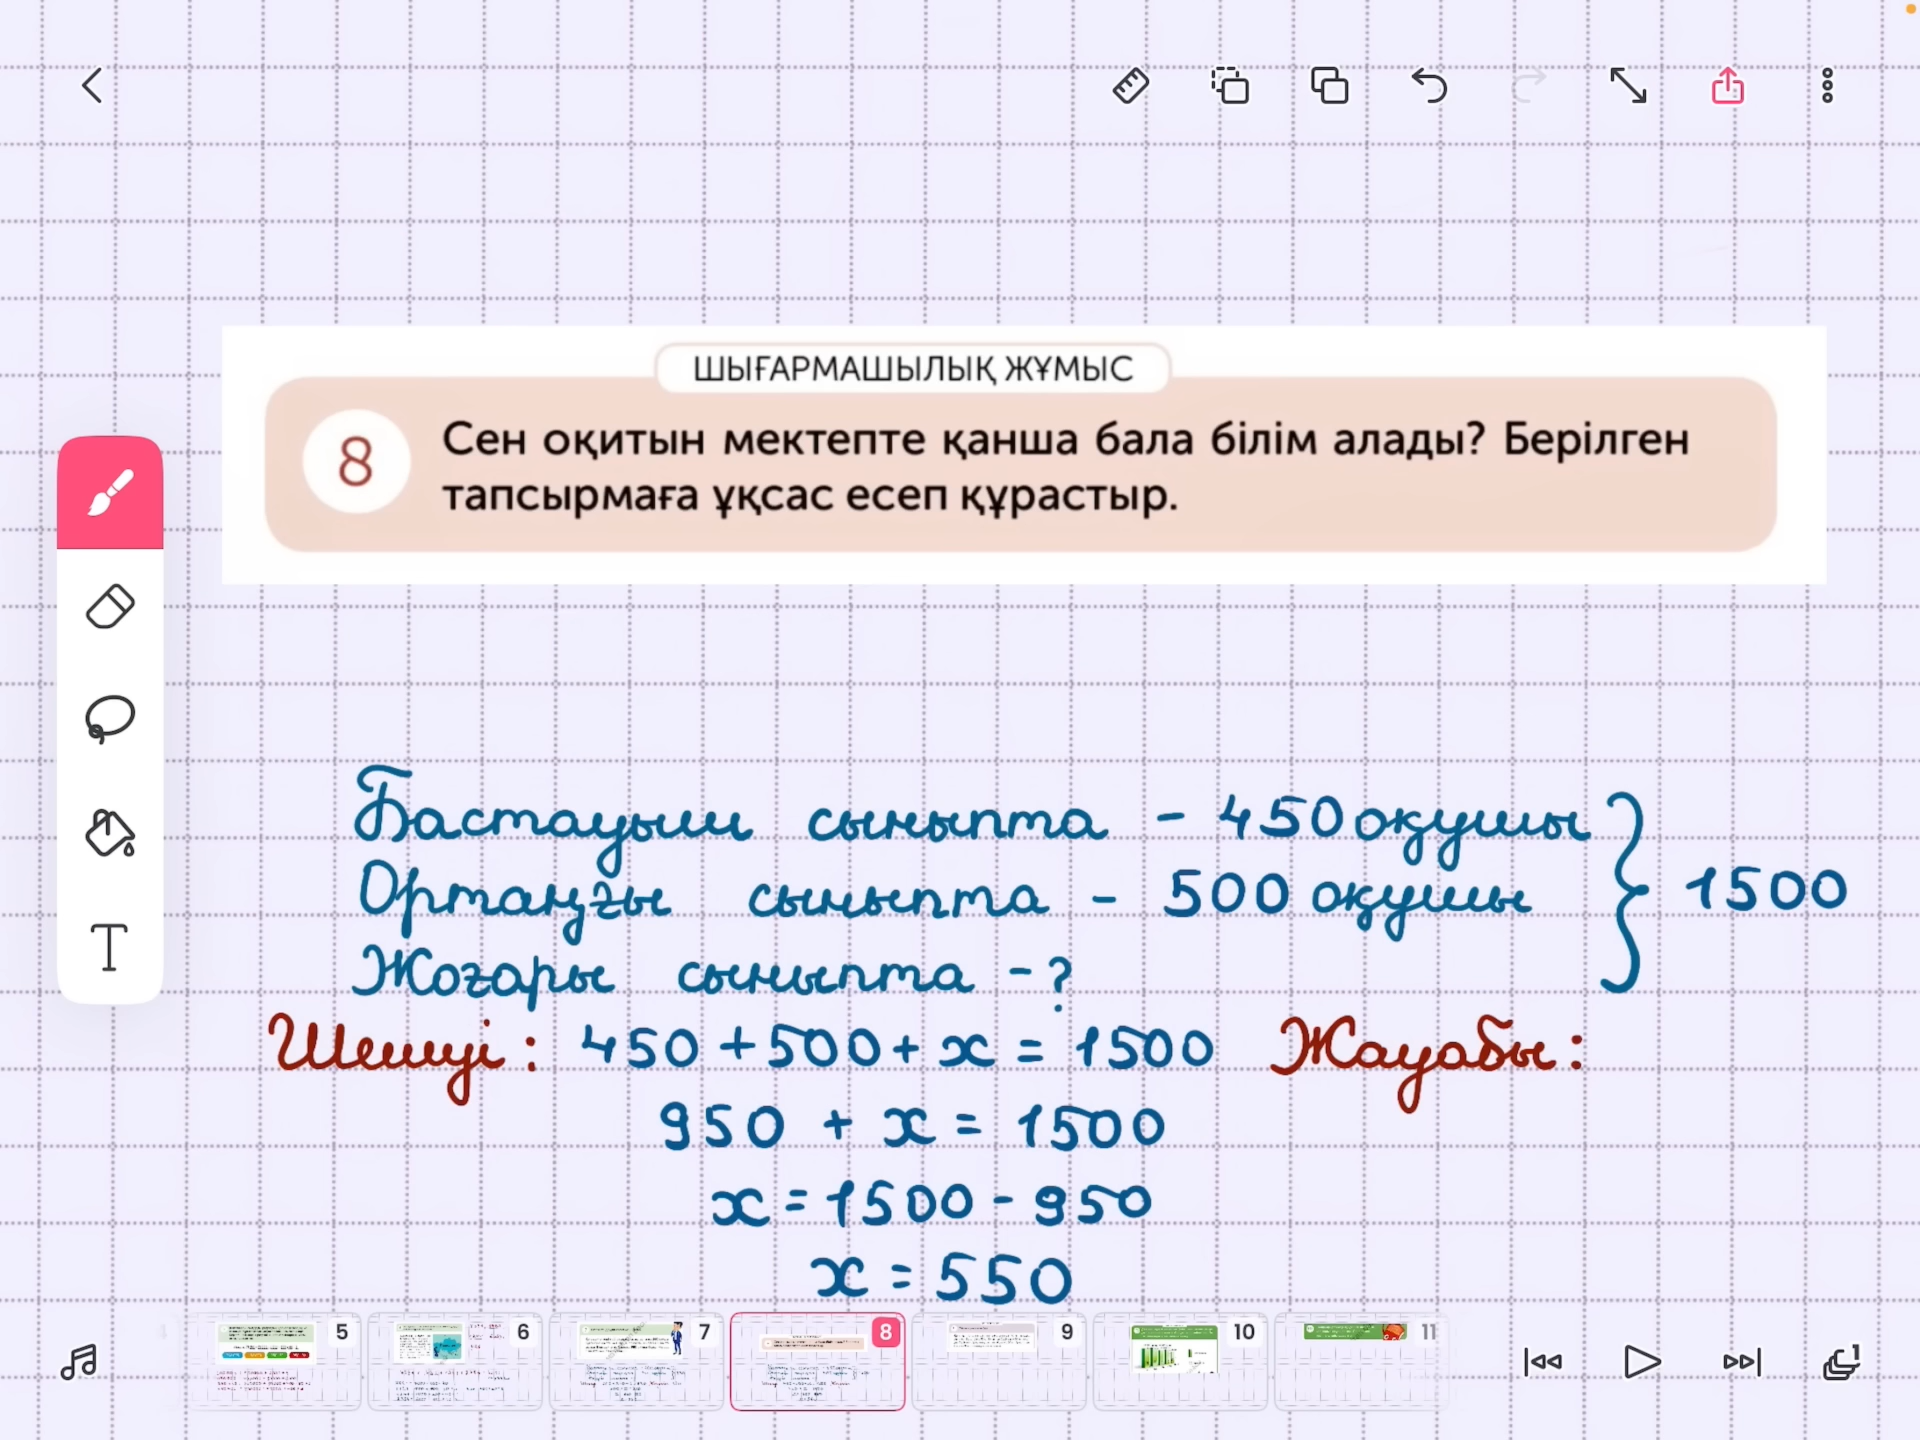 ШЫҒАРМАШЫЛЫҚ ЖҰМЫС
8 Сен оқитын мектепте қанша бала білім алады? Берілген
тапсырмаға ұқсас есеп құрастыр.
Бастауыш сыныпта - 450 оқушы
Ортаңғы сыныпта - 500 оқушы } 1500
Жоғары сыныпта - ?
Шешуі: 450 + 500 + x = 1500 Жауабы:
950 + x = 1500
x = 1500 - 950
x = 550
5 6 7 8 9 10 11